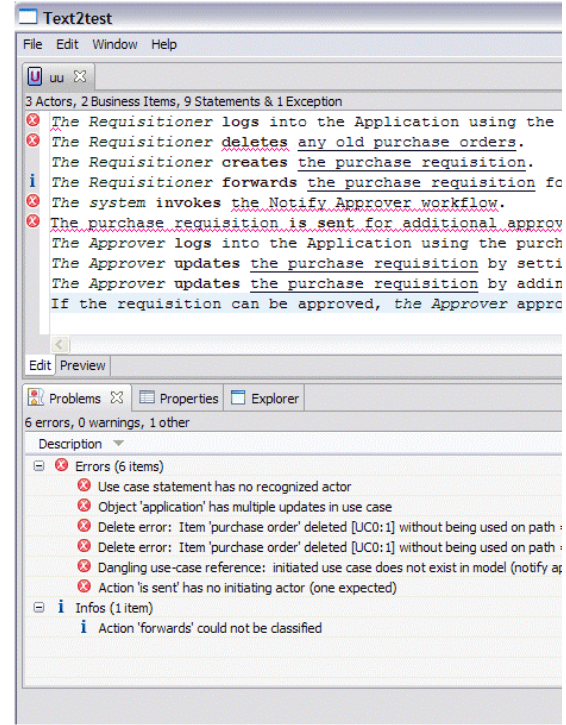 Text2test
File Edit Window Help
uu
3 Actors, 2 Business Items, 9 Statements & 1 Exception
The Requisitioner logs into the Application using the
The Requisitioner deletes any old purchase orders.
The Requisitioner creates the purchase requisition.
The Requisitioner forwards the purchase requisition fo
The system invokes the Notify Approver workflow.
The purchase requisition is sent for additional approv
The Approver logs into the Application using the purch
The Approver updates the purchase requisition by setti
The Approver updates the purchase requisition by addin
If the requisition can be approved, the Approver appro
Edit Preview
Problems Properties Explorer
6 errors, 0 warnings, 1 other
Description
Errors (6 items)
Use case statement has no recognized actor
Object 'application' has multiple updates in use case
Delete error: Item 'purchase order' deleted [UC0:1] without being used on path =
Delete error: Item 'purchase order' deleted [UC0:1] without being used on path =
Dangling use-case reference: initiated use case does not exist in model (notify ap
Action 'is sent' has no initiating actor (one expected)
Infos (1 item)
Action 'forwards' could not be classified